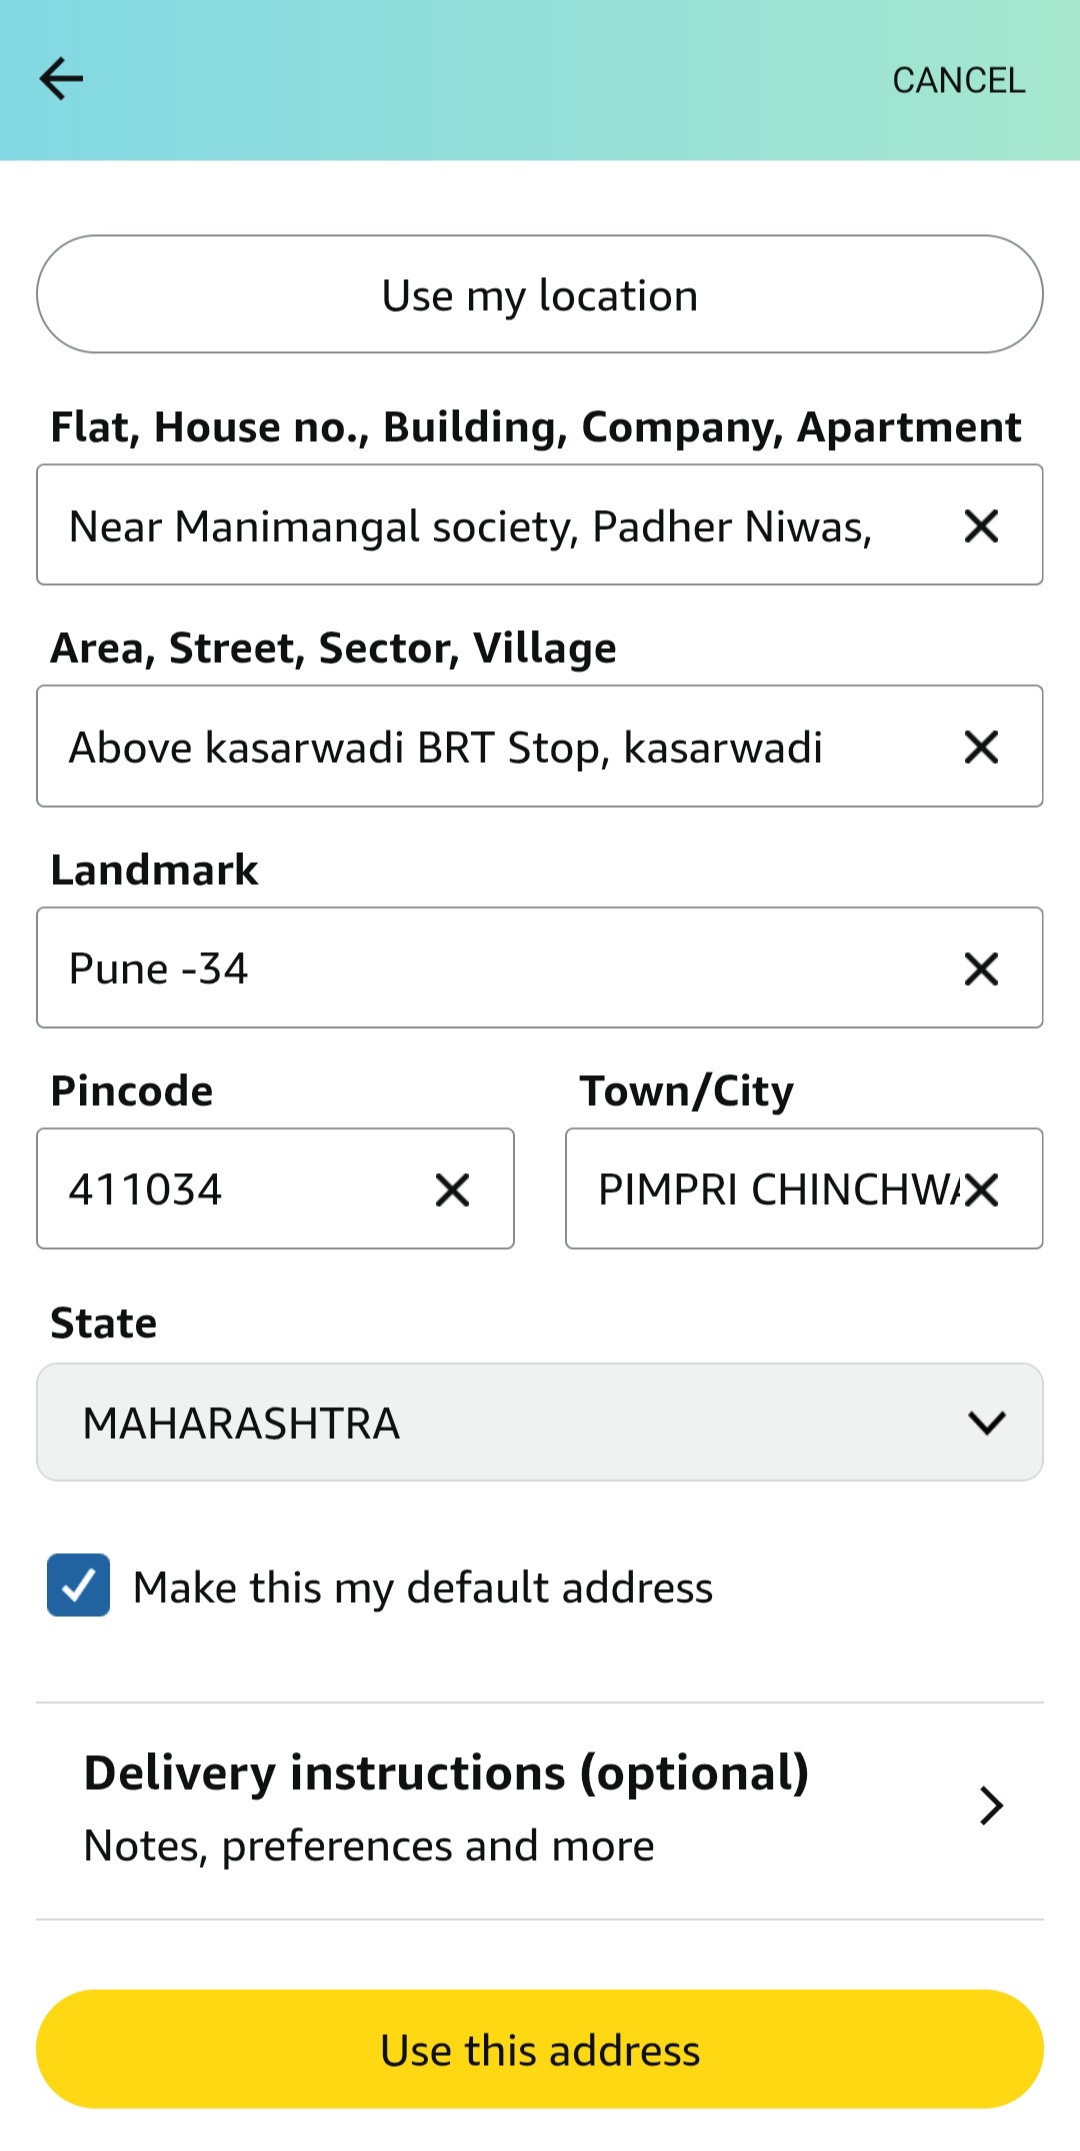 CANCEL
Use my location
Flat, House no., Building, Company, Apartment
Near Manimangal society, Padher Niwas,
Area, Street, Sector, Village
Above kasarwadi BRT Stop, kasarwadi
Landmark
Pune -34
Pincode
Town/City
411034
PIMPRI CHINCHWA
State
MAHARASHTRA
Make this my default address
Delivery instructions (optional)
Notes, preferences and more
Use this address